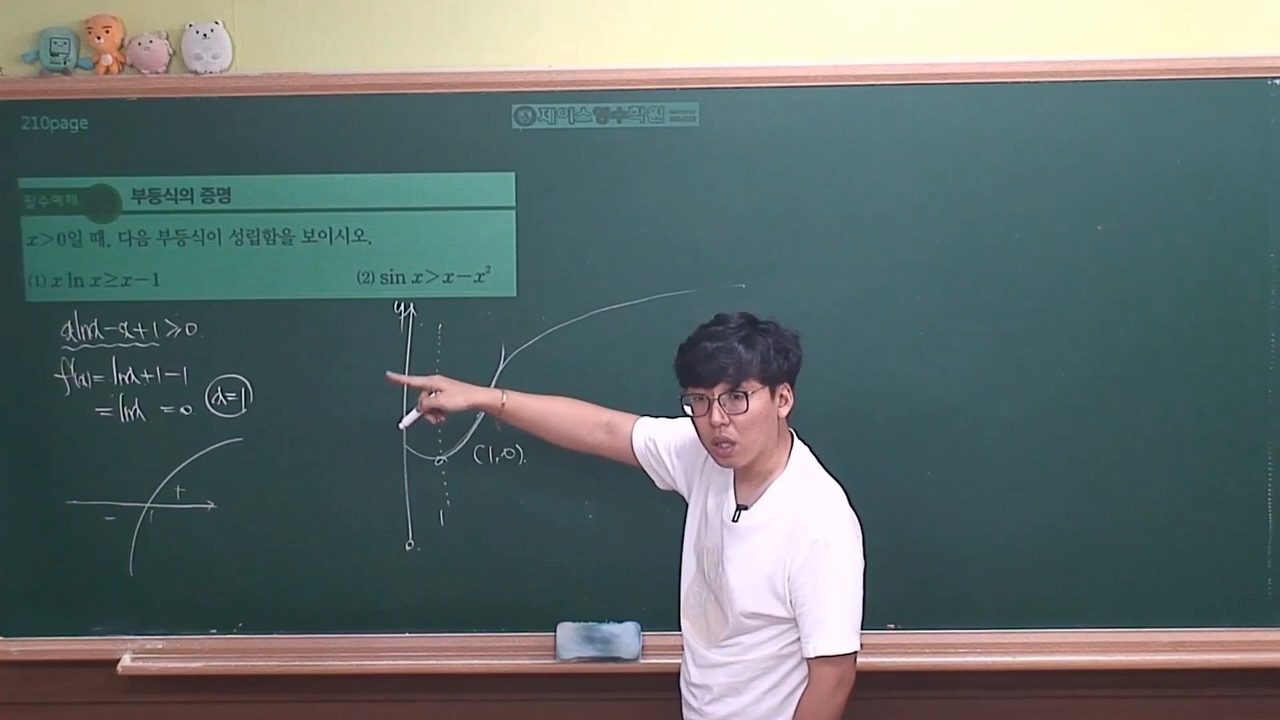 210page
제이스영수학원
필수예제
부등식의 증명
x>0일 때, 다음 부등식이 성립함을 보이시오.
(1) x ln x≥x−1
(2) sin x>x−x²
xlnx−x+1≥0.
f'(x)= lnx+1−1
=lnx =0
x=1
y
(1,0).
1
+
−
1
0